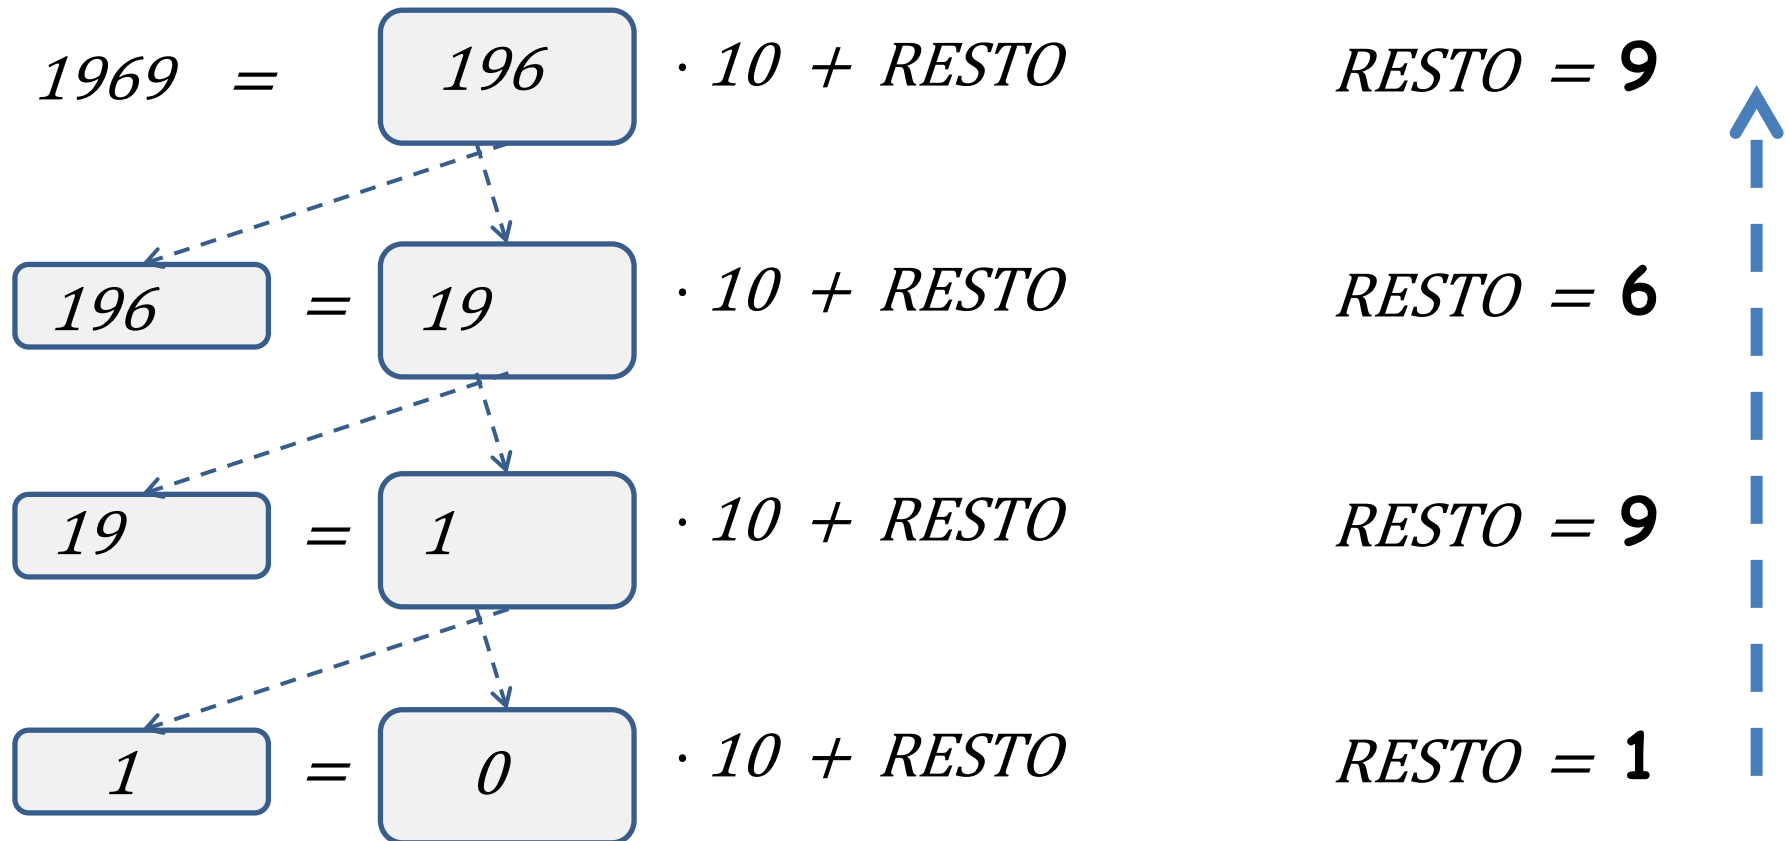 1969 = 196 · 10 + RESTO RESTO = 9
196 = 19 · 10 + RESTO RESTO = 6
19 = 1 · 10 + RESTO RESTO = 9
1 = 0 · 10 + RESTO RESTO = 1